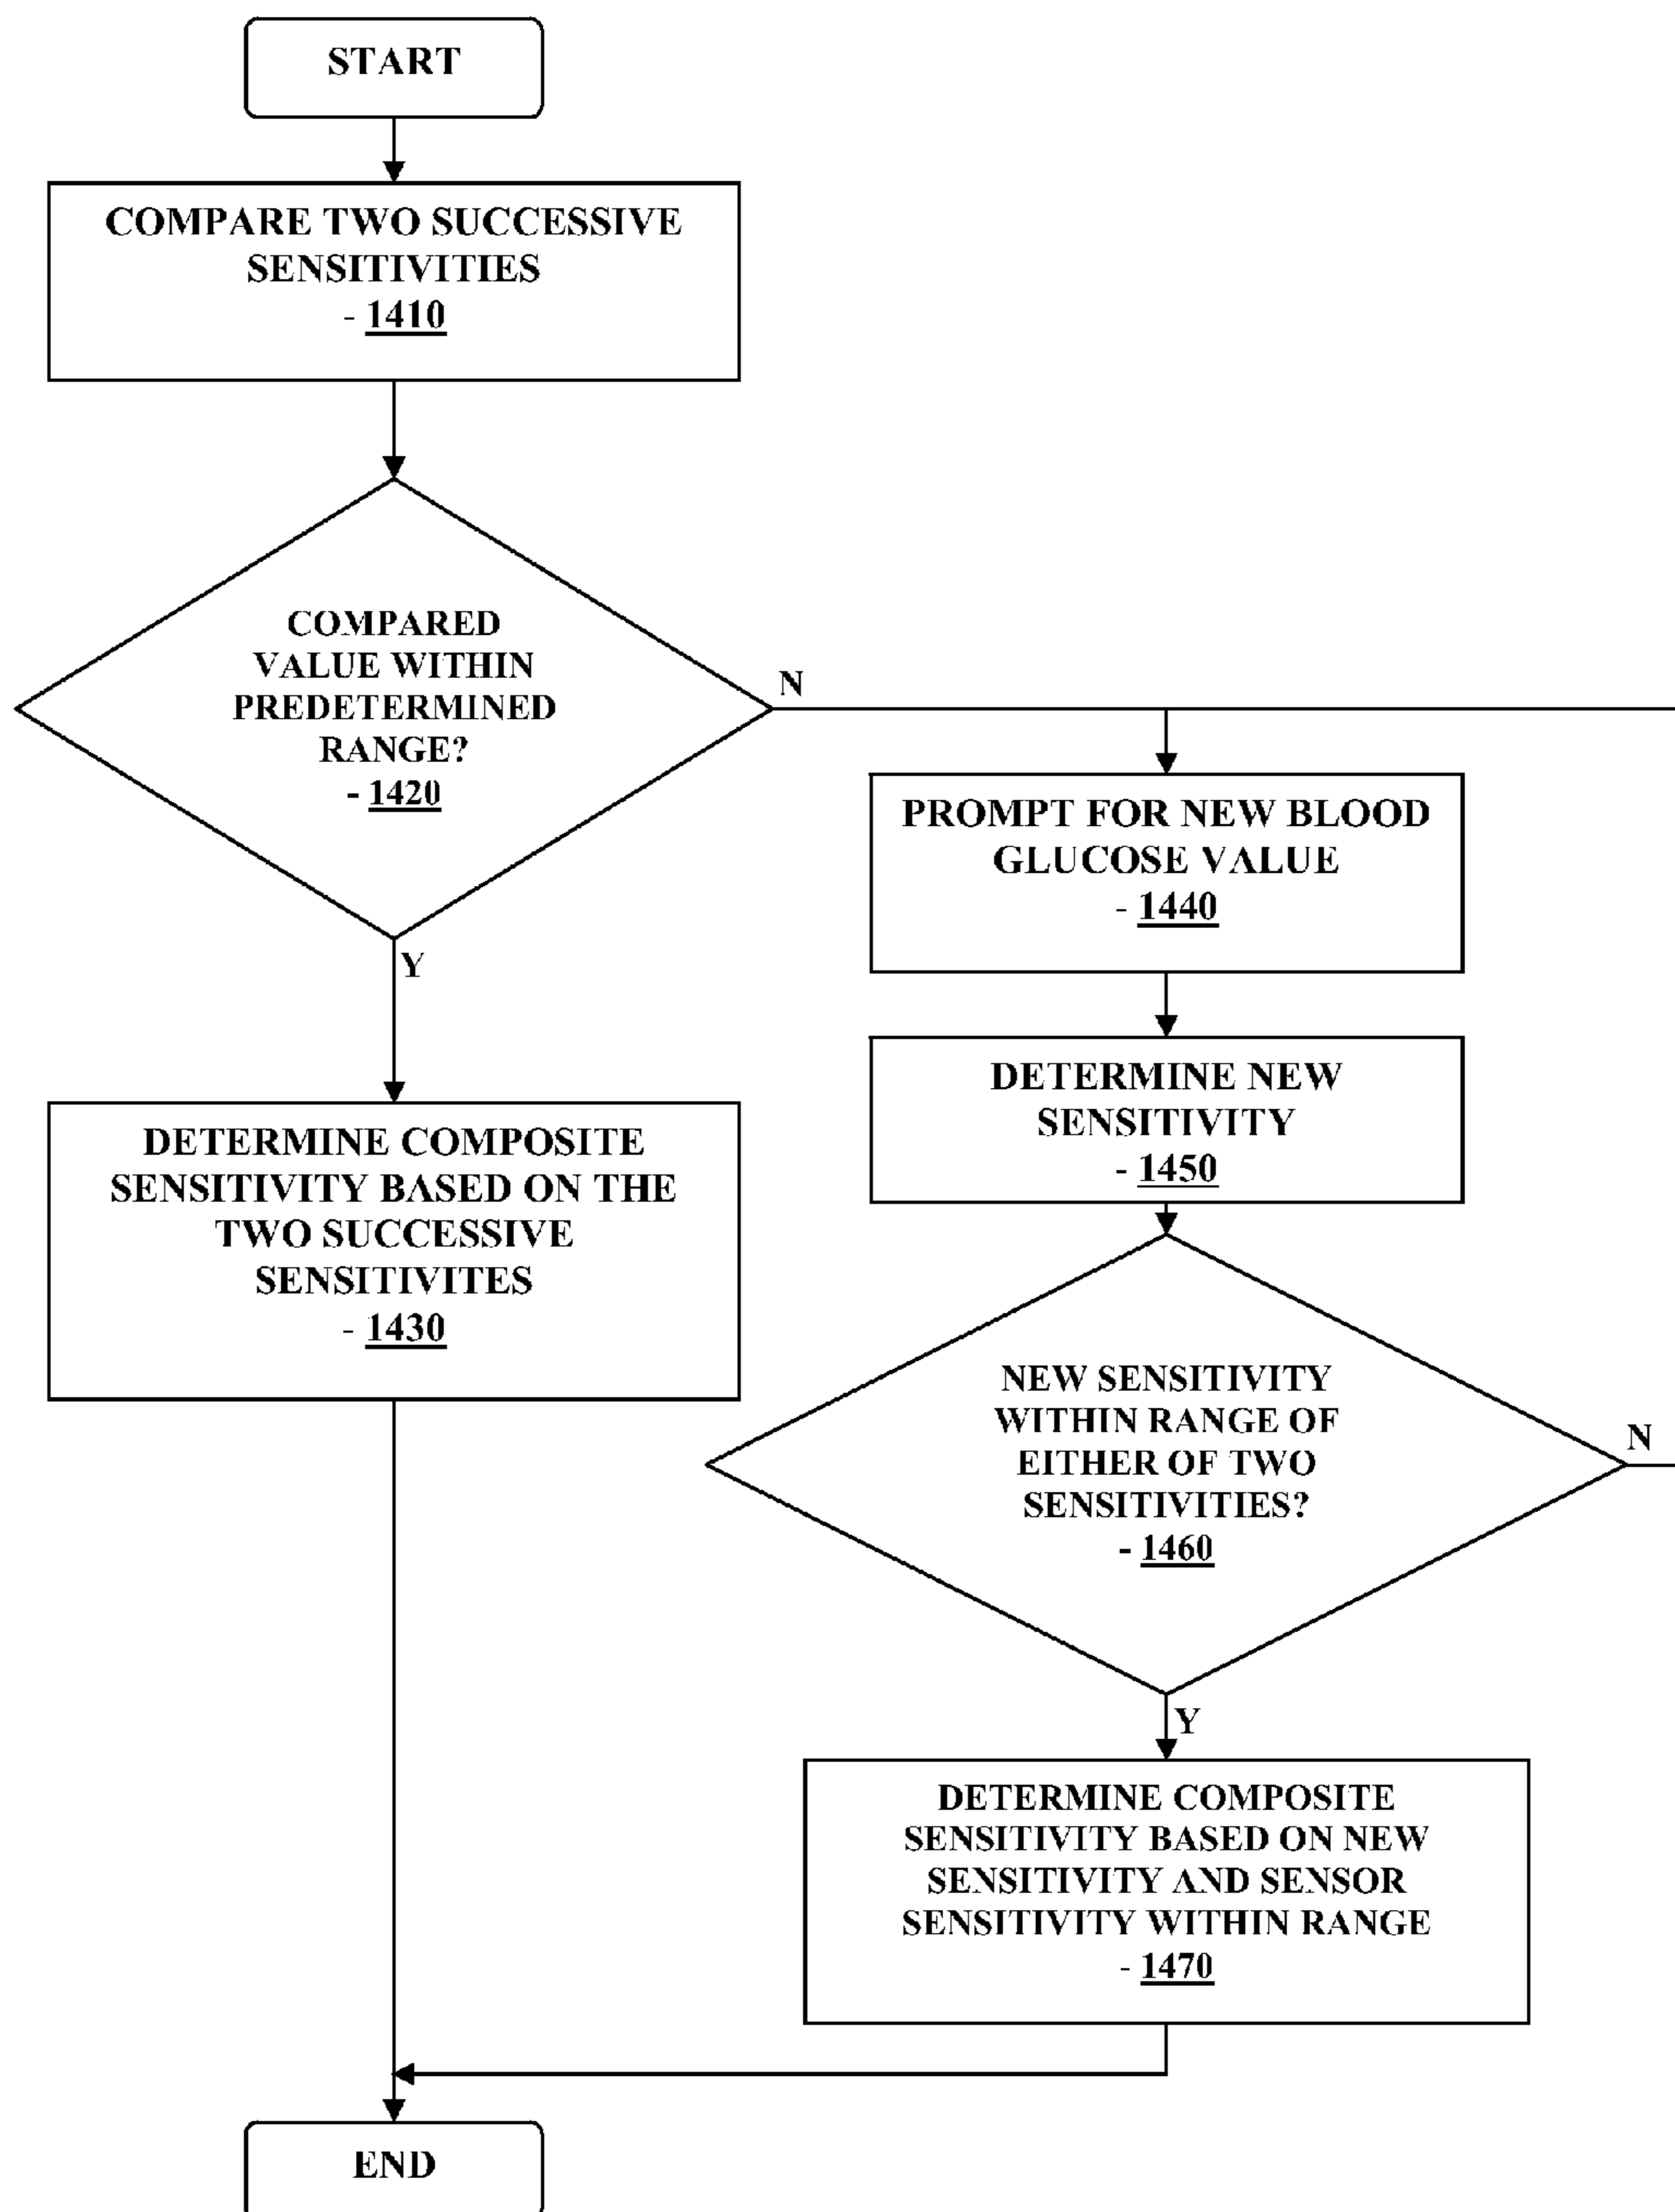 START
COMPARE TWO SUCCESSIVE
SENSITIVITIES
- 1410
COMPARED
VALUE WITHIN
PREDETERMINED
RANGE?
- 1420
N
Y
PROMPT FOR NEW BLOOD
GLUCOSE VALUE
- 1440
DETERMINE NEW
SENSITIVITY
- 1450
DETERMINE COMPOSITE
SENSITIVITY BASED ON THE
TWO SUCCESSIVE
SENSITIVITES
- 1430
NEW SENSITIVITY
WITHIN RANGE OF
EITHER OF TWO
SENSITIVITIES?
- 1460
N
Y
DETERMINE COMPOSITE
SENSITIVITY BASED ON NEW
SENSITIVITY AND SENSOR
SENSITIVITY WITHIN RANGE
- 1470
END